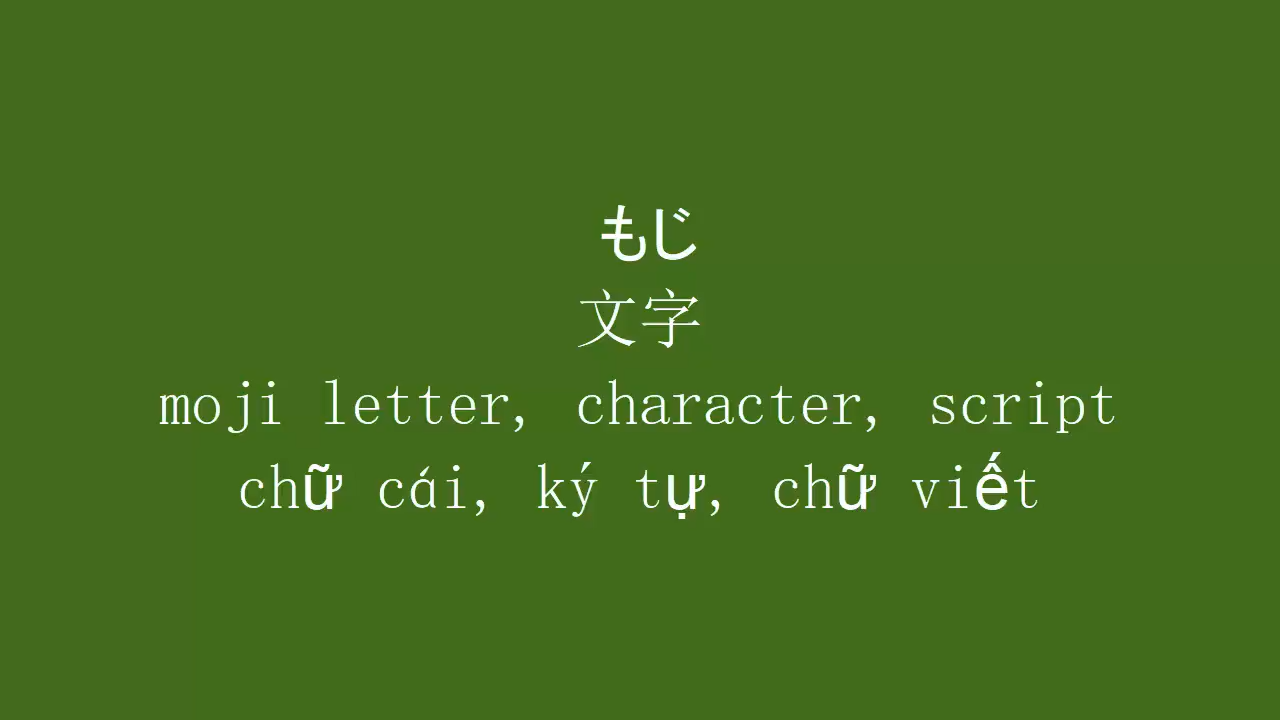 もじ
文字
moji letter, character, script
chữ cái, ký tự, chữ viết